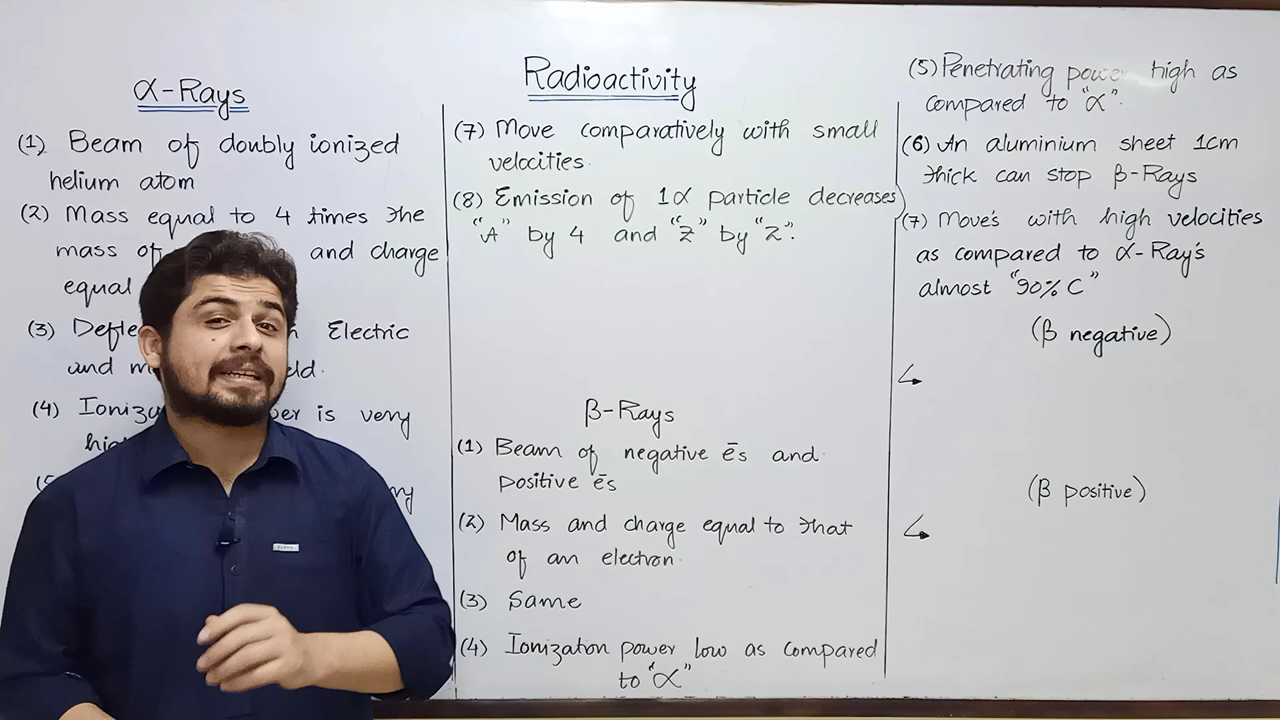 Radioactivity
α-Rays
(1) Beam of doubly ionized
helium atom
(2) Mass equal to 4 times the
mass of and charge
equal
(3) Electric
and
(4) is very
(7) Move comparatively with small
velocities.
(8) Emission of 1α particle decreases
"A" by 4 and "Z" by "2".
β-Rays
(1) Beam of negative ēs and
positive ēs
(2) Mass and charge equal to that
of an electron.
(3) Same
(4) Ionization power low as compared
to "α"
(5) Penetrating power high as
compared to "α".
(6) An aluminium sheet 1cm
thick can stop β-Rays
(7) Move's with high velocities
as compared to α-Ray's
almost "90% C"
(β negative)
(β positive)